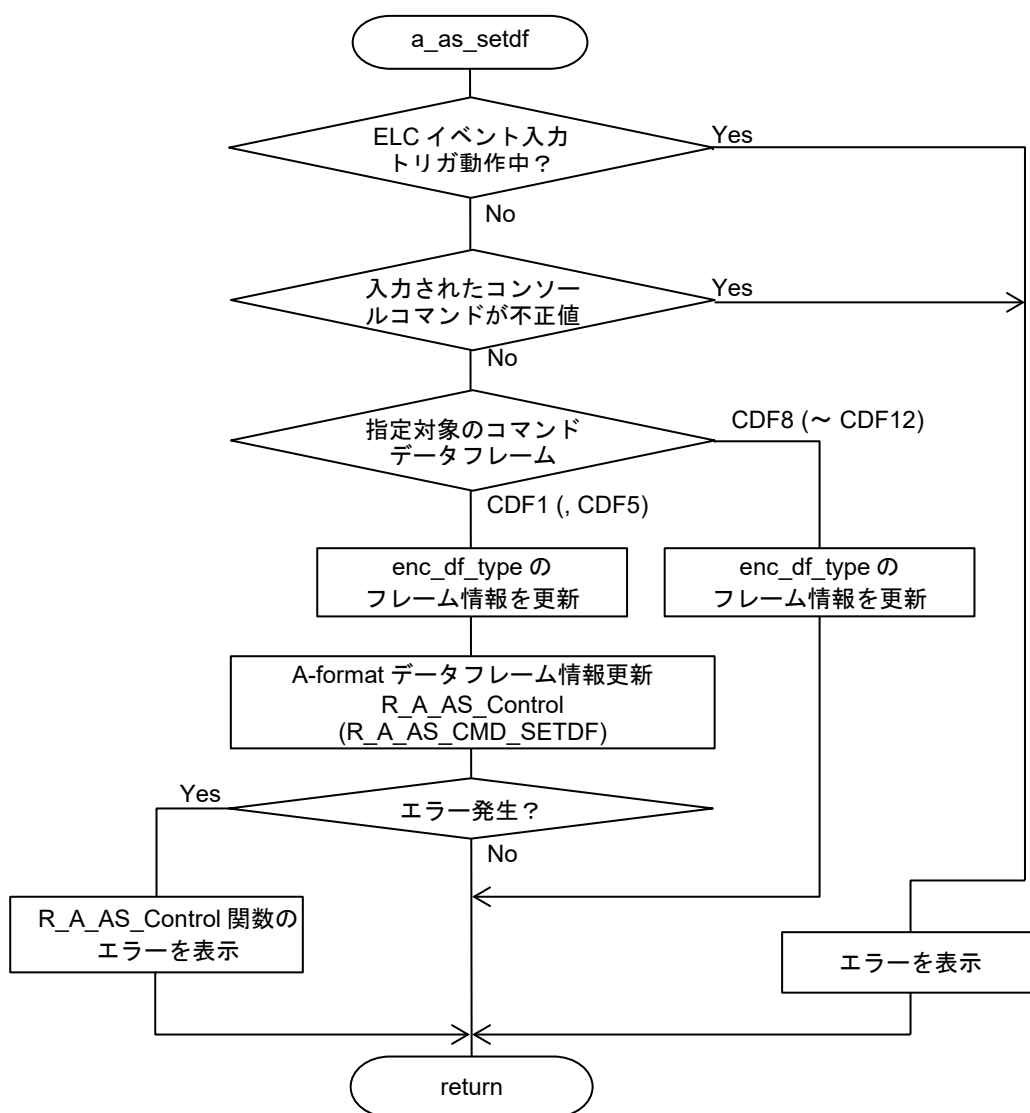 a_as_setdf
ELC イベント入力
トリガ動作中？
Yes
No
入力されたコンソー
ルコマンドが不正値
Yes
No
指定対象のコマンド
データフレーム
CDF8 (～ CDF12)
CDF1 (, CDF5)
enc_df_type の
フレーム情報を更新
enc_df_type の
フレーム情報を更新
A-format データフレーム情報更新
R_A_AS_Control
(R_A_AS_CMD_SETDF)
エラー発生？
Yes
No
R_A_AS_Control 関数の
エラーを表示
エラーを表示
return